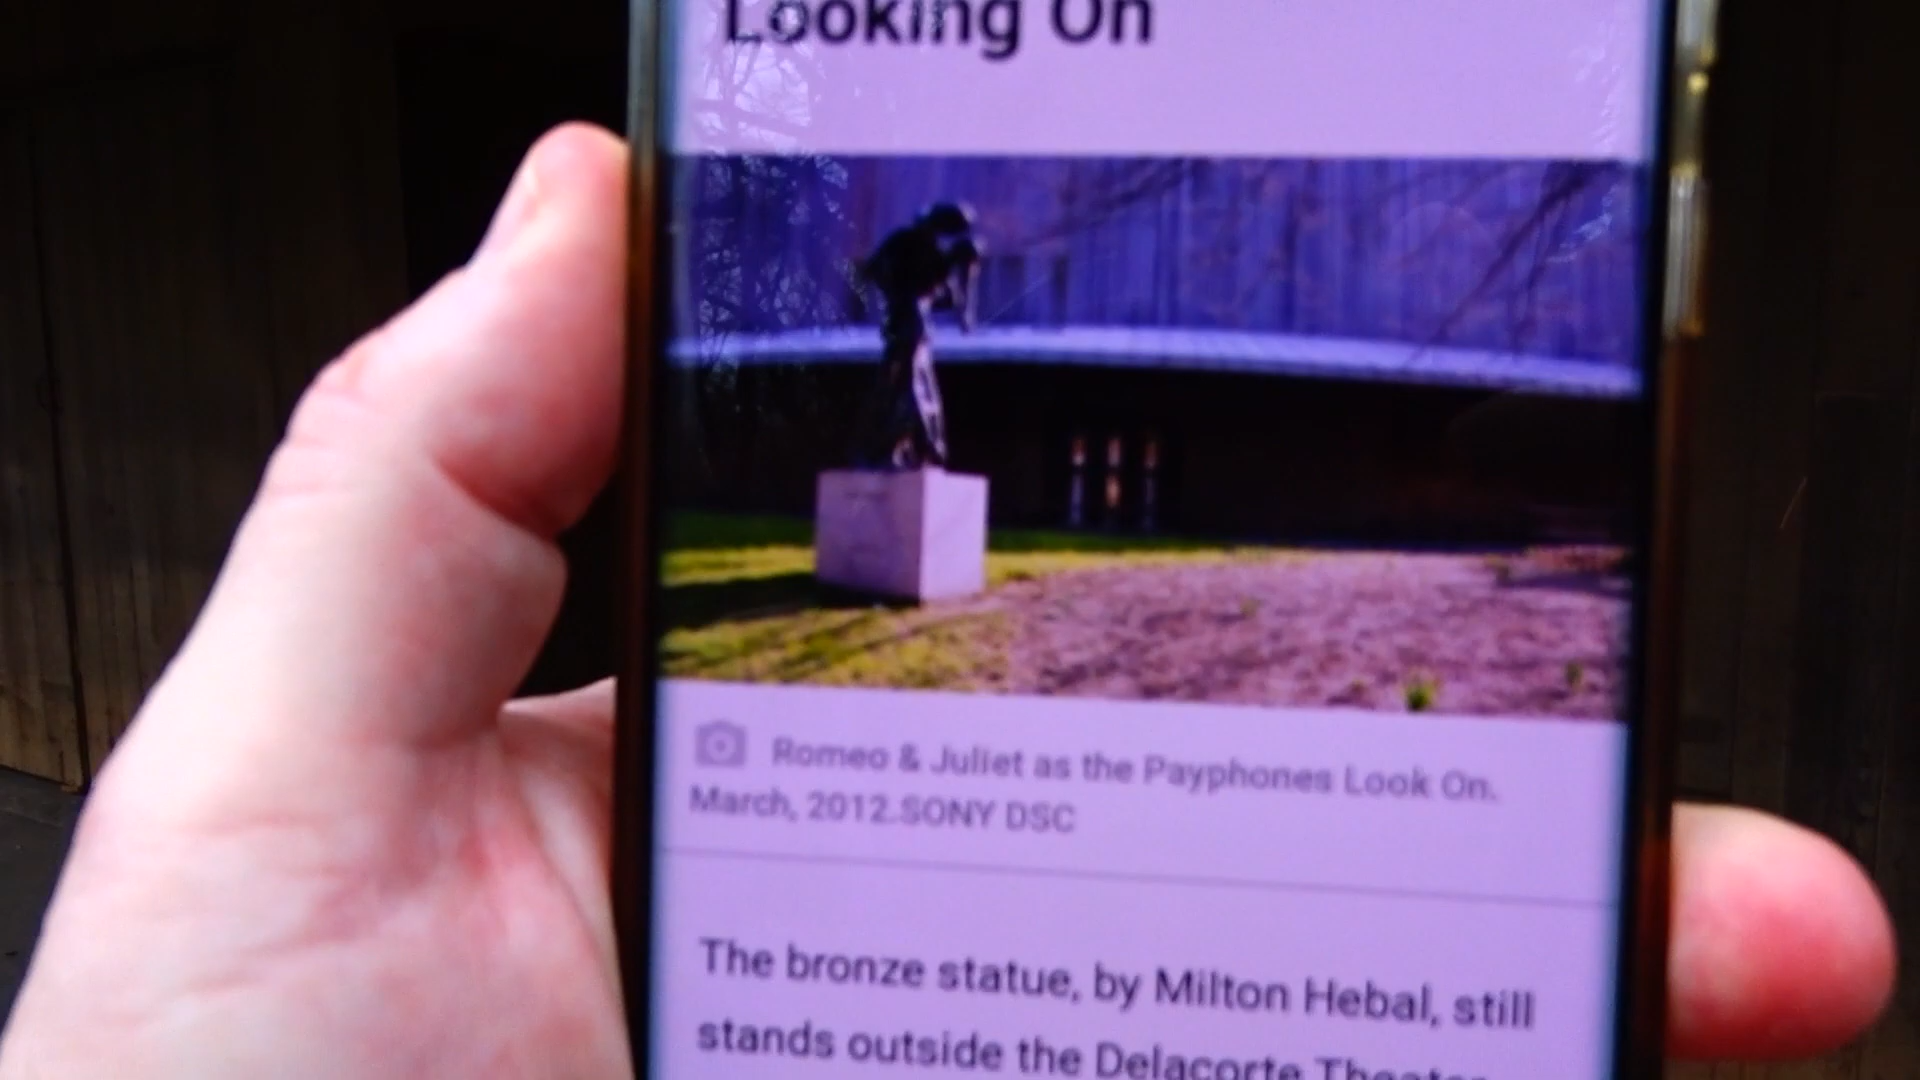 Looking On
Romeo & Juliet as the Payphones Look On.
March, 2012.SONY DSC
The bronze statue, by Milton Hebal, still
stands outside the Delacorte Theater